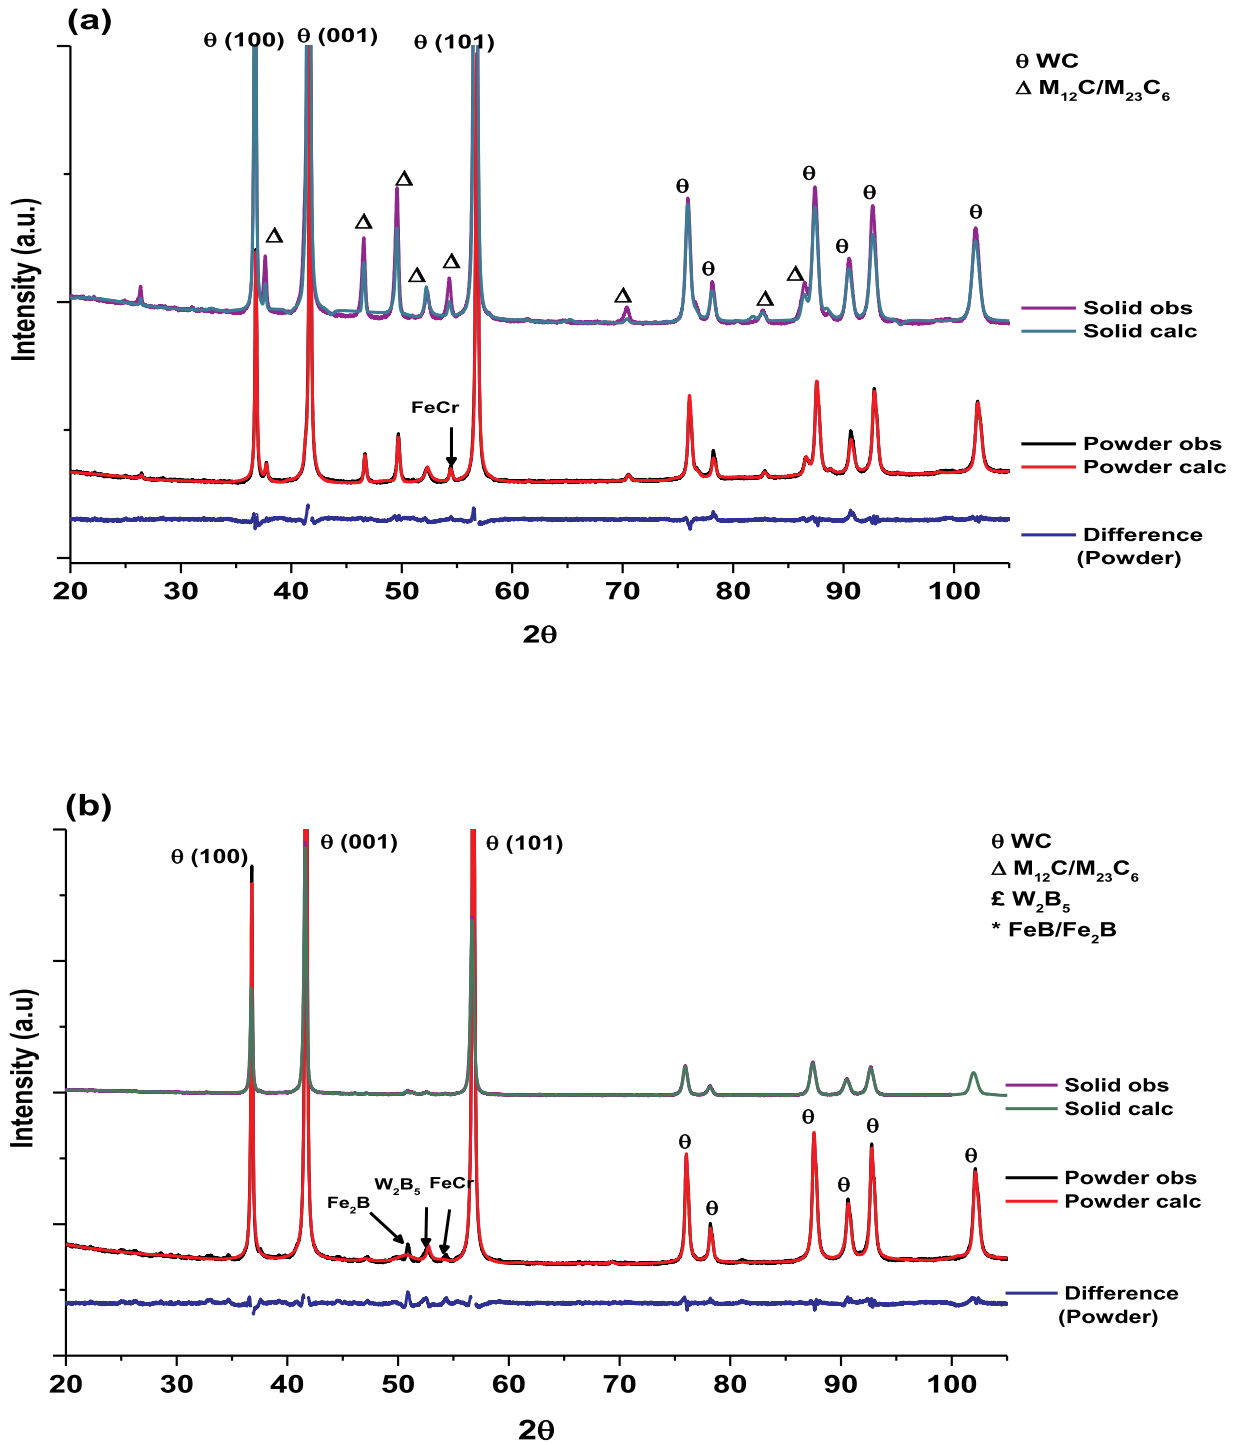 (a)
θ (100) θ (001) θ (101)
θ WC
Δ M12C/M23C6
Δ Δ Δ Δ Δ Δ Δ Δ
θ θ θ θ θ θ
Intensity (a.u.)
Solid obs
Solid calc
FeCr
Powder obs
Powder calc
Difference
(Powder)
20 30 40 50 60 70 80 90 100
2θ
(b)
θ (100) θ (001) θ (101)
θ WC
Δ M12C/M23C6
£ W2B5
* FeB/Fe2B
Intensity (a.u)
Solid obs
Solid calc
θ θ θ θ θ θ
Fe2B W2B5 FeCr
Powder obs
Powder calc
Difference
(Powder)
20 30 40 50 60 70 80 90 100
2θ